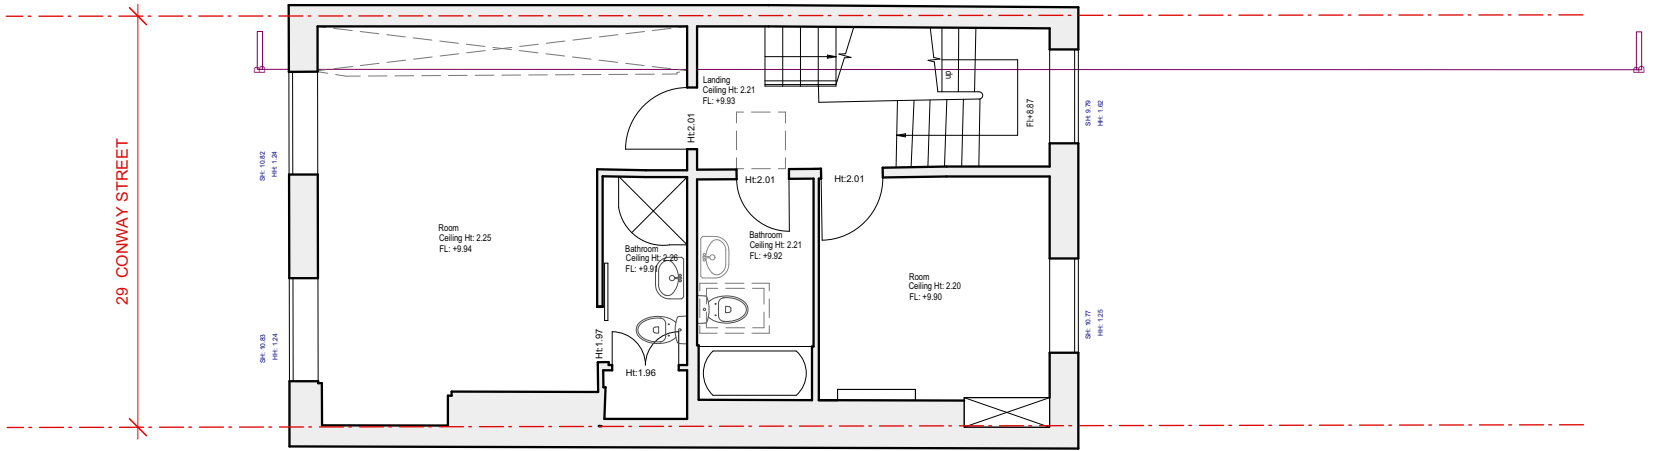 Landing
Ceiling Ht: 2.21
FL: +9.93
up
Fl:+8.87
SH: 9.79
HH: 1.62
Ht:2.01
SH: 10.82
HH: 1.24
29 CONWAY STREET
Ht:2.01
Ht:2.01
Room
Ceiling Ht: 2.25
FL: +9.94
Bathroom
Ceiling Ht: 2.26
FL: +9.91
Bathroom
Ceiling Ht: 2.21
FL: +9.92
Room
Ceiling Ht: 2.20
FL: +9.90
SH: 10.83
HH: 1.24
Ht:1.97
Ht:1.96
SH: 10.77
HH: 1.25